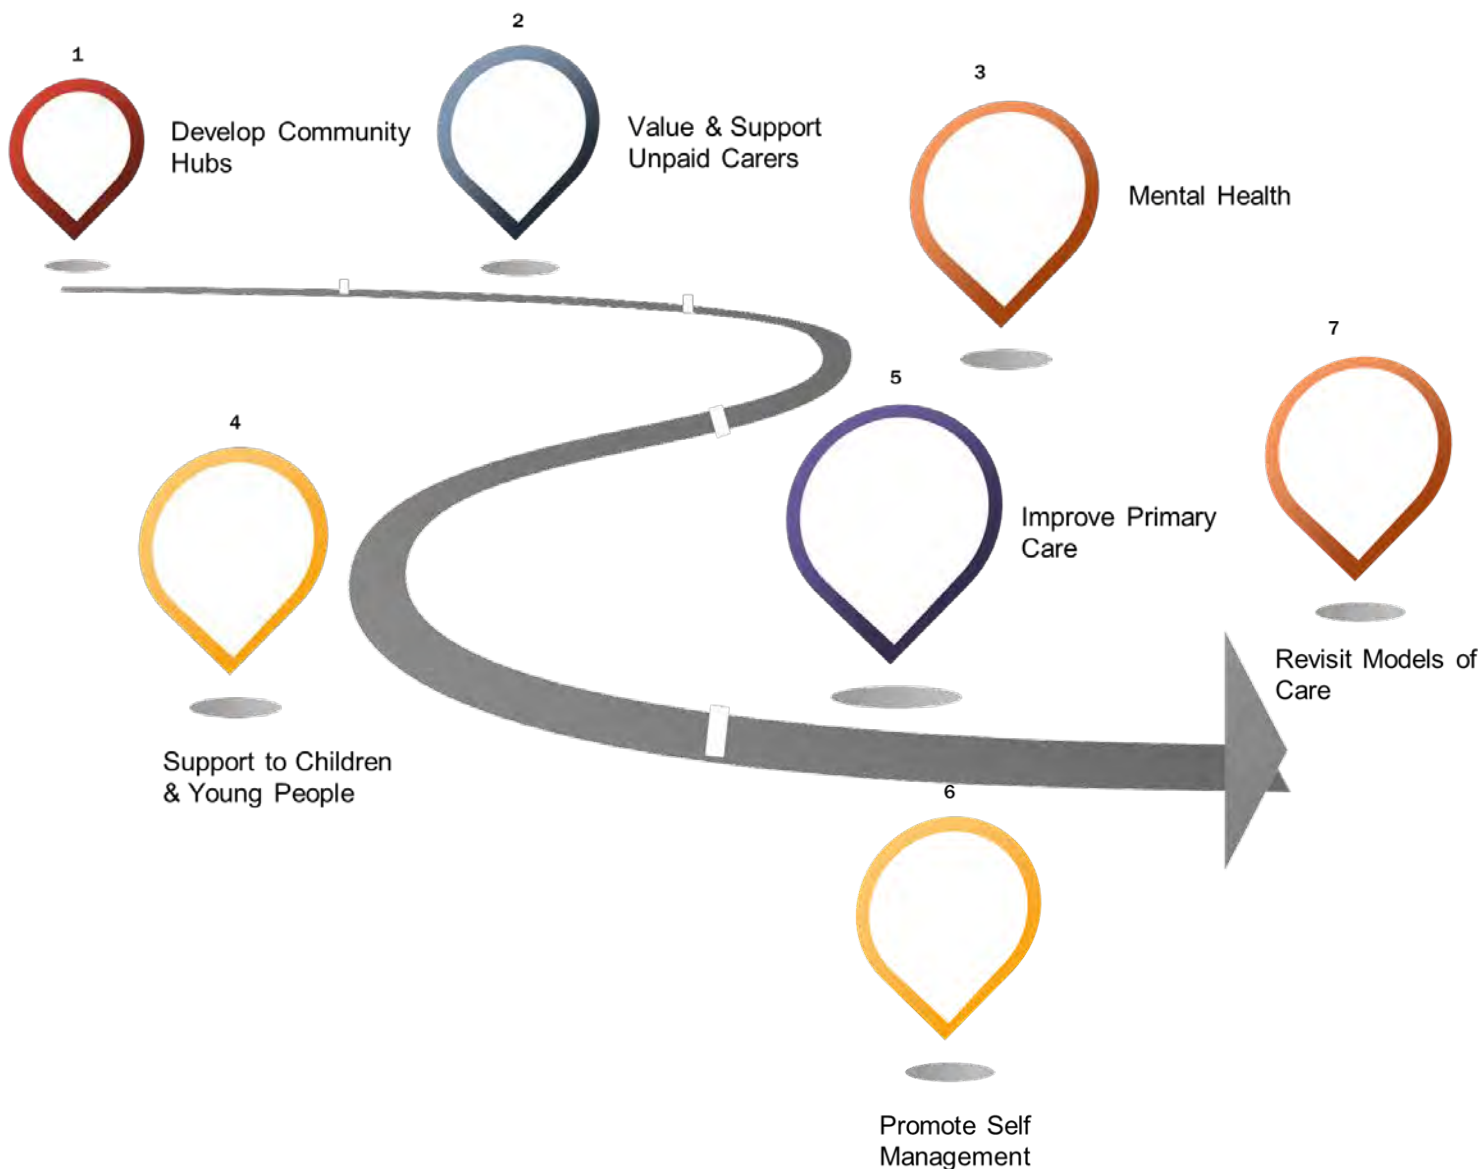 1
Develop Community
Hubs
2
Value & Support
Unpaid Carers
3
Mental Health
4
Support to Children
& Young People
5
Improve Primary
Care
6
Promote Self
Management
7
Revisit Models of
Care